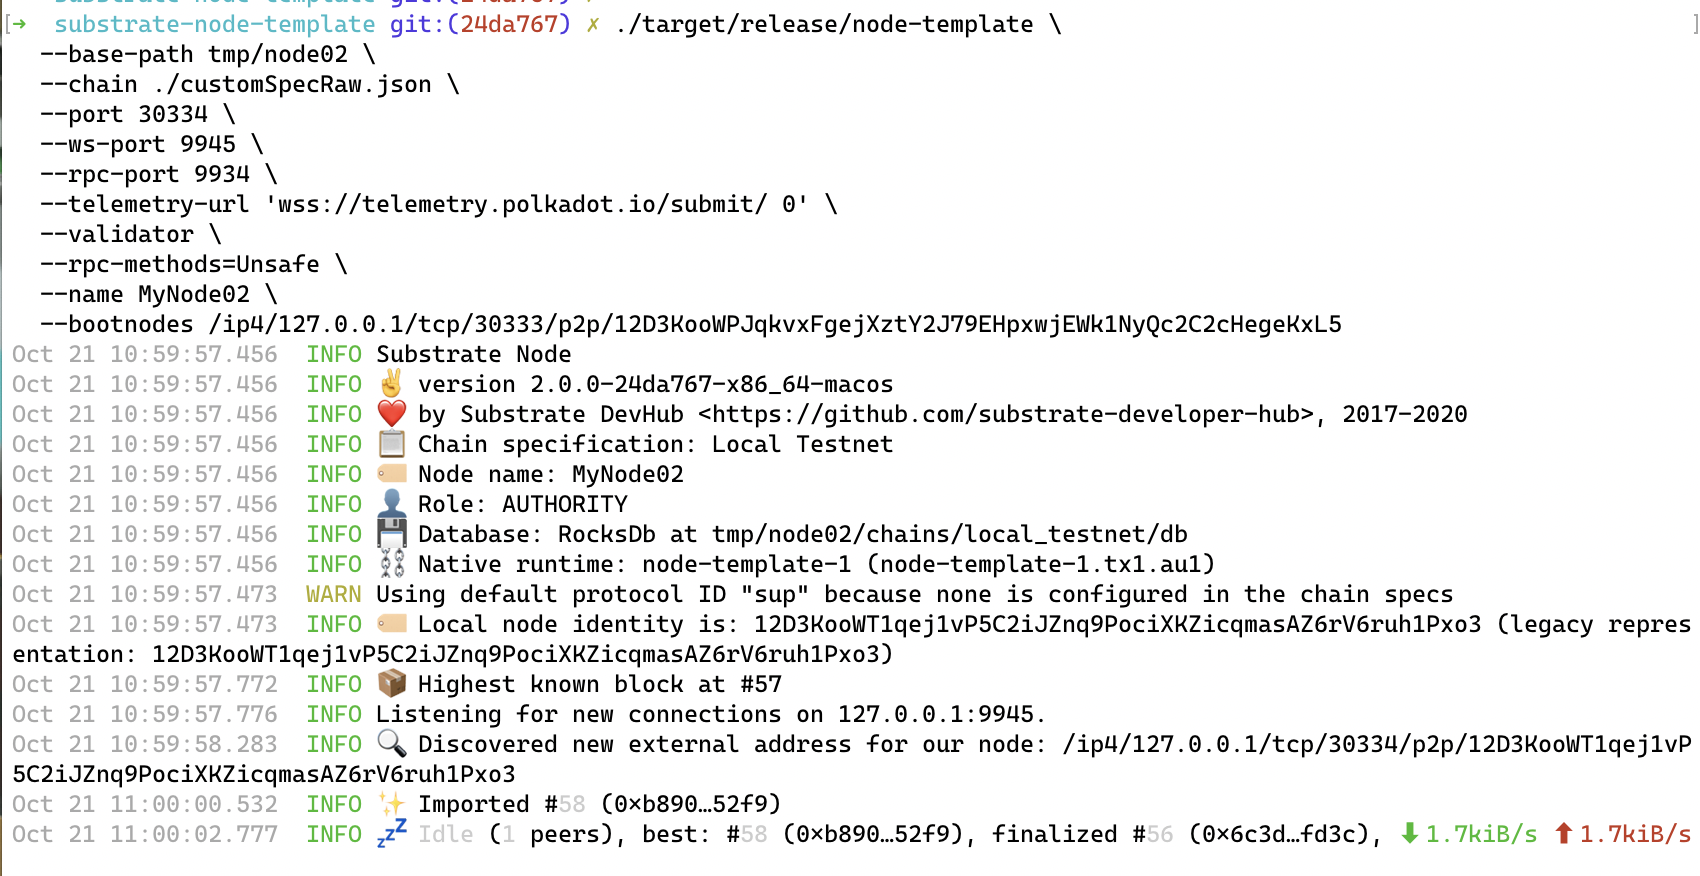 [➜  substrate-node-template git:(24da767) ✗ ./target/release/node-template \ ]
--base-path tmp/node02 \
--chain ./customSpecRaw.json \
--port 30334 \
--ws-port 9945 \
--rpc-port 9934 \
--telemetry-url 'wss://telemetry.polkadot.io/submit/ 0' \
--validator \
--rpc-methods=Unsafe \
--name MyNode02 \
--bootnodes /ip4/127.0.0.1/tcp/30333/p2p/12D3KooWPJqkvxFgejXztY2J79EHpxwjEWk1NyQc2C2cHegeKxL5
Oct 21 10:59:57.456  INFO Substrate Node
Oct 21 10:59:57.456  INFO ✌️ version 2.0.0-24da767-x86_64-macos
Oct 21 10:59:57.456  INFO ❤️ by Substrate DevHub <https://github.com/substrate-developer-hub>, 2017-2020
Oct 21 10:59:57.456  INFO 📋 Chain specification: Local Testnet
Oct 21 10:59:57.456  INFO 🏷 Node name: MyNode02
Oct 21 10:59:57.456  INFO 👤 Role: AUTHORITY
Oct 21 10:59:57.456  INFO 💾 Database: RocksDb at tmp/node02/chains/local_testnet/db
Oct 21 10:59:57.456  INFO ⛓ Native runtime: node-template-1 (node-template-1.tx1.au1)
Oct 21 10:59:57.473  WARN Using default protocol ID "sup" because none is configured in the chain specs
Oct 21 10:59:57.473  INFO 🏷 Local node identity is: 12D3KooWT1qej1vP5C2iJZnq9PociXKZicqmasAZ6rV6ruh1Pxo3 (legacy repres
entation: 12D3KooWT1qej1vP5C2iJZnq9PociXKZicqmasAZ6rV6ruh1Pxo3)
Oct 21 10:59:57.772  INFO 📦 Highest known block at #57
Oct 21 10:59:57.776  INFO Listening for new connections on 127.0.0.1:9945.
Oct 21 10:59:58.283  INFO 🔍 Discovered new external address for our node: /ip4/127.0.0.1/tcp/30334/p2p/12D3KooWT1qej1vP
5C2iJZnq9PociXKZicqmasAZ6rV6ruh1Pxo3
Oct 21 11:00:00.532  INFO ✨ Imported #58 (0xb890…52f9)
Oct 21 11:00:02.777  INFO 💤 Idle (1 peers), best: #58 (0xb890…52f9), finalized #56 (0x6c3d…fd3c), ⬇ 1.7kiB/s ⬆ 1.7kiB/s